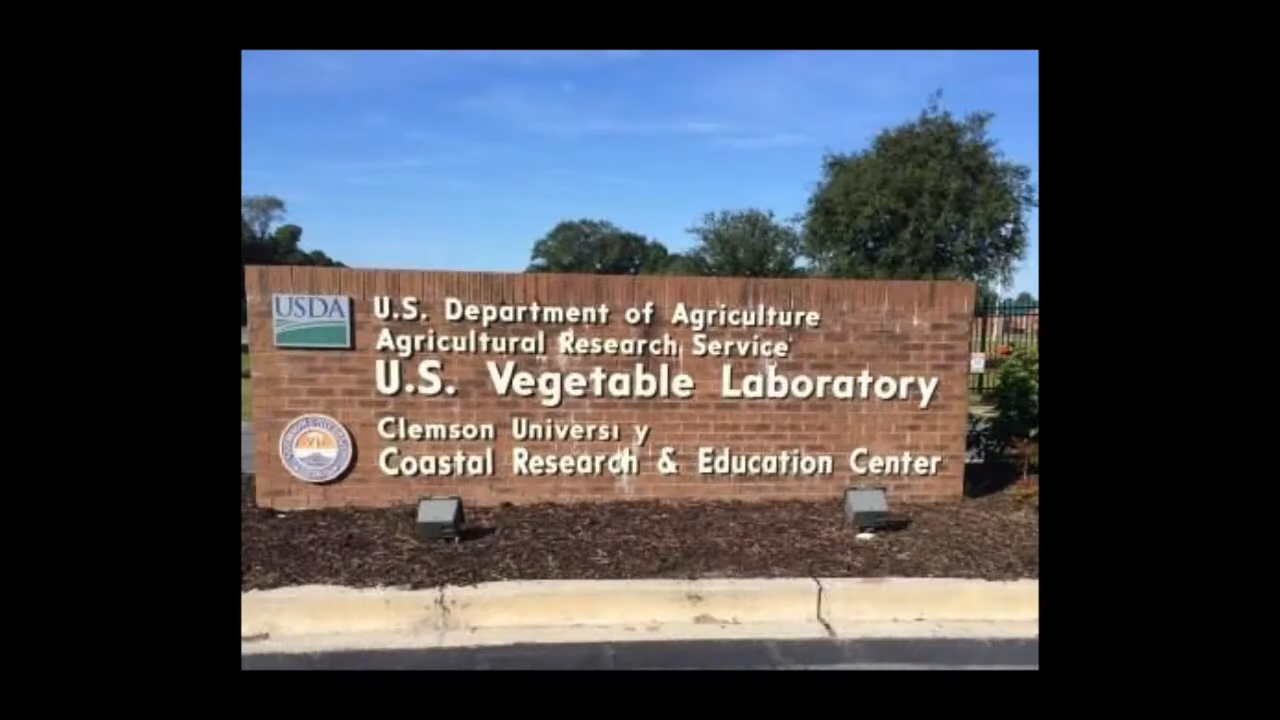 USDA
U.S. Department of Agriculture
Agricultural Research Service
U.S. Vegetable Laboratory
Clemson Universi y
Coastal Research & Education Center